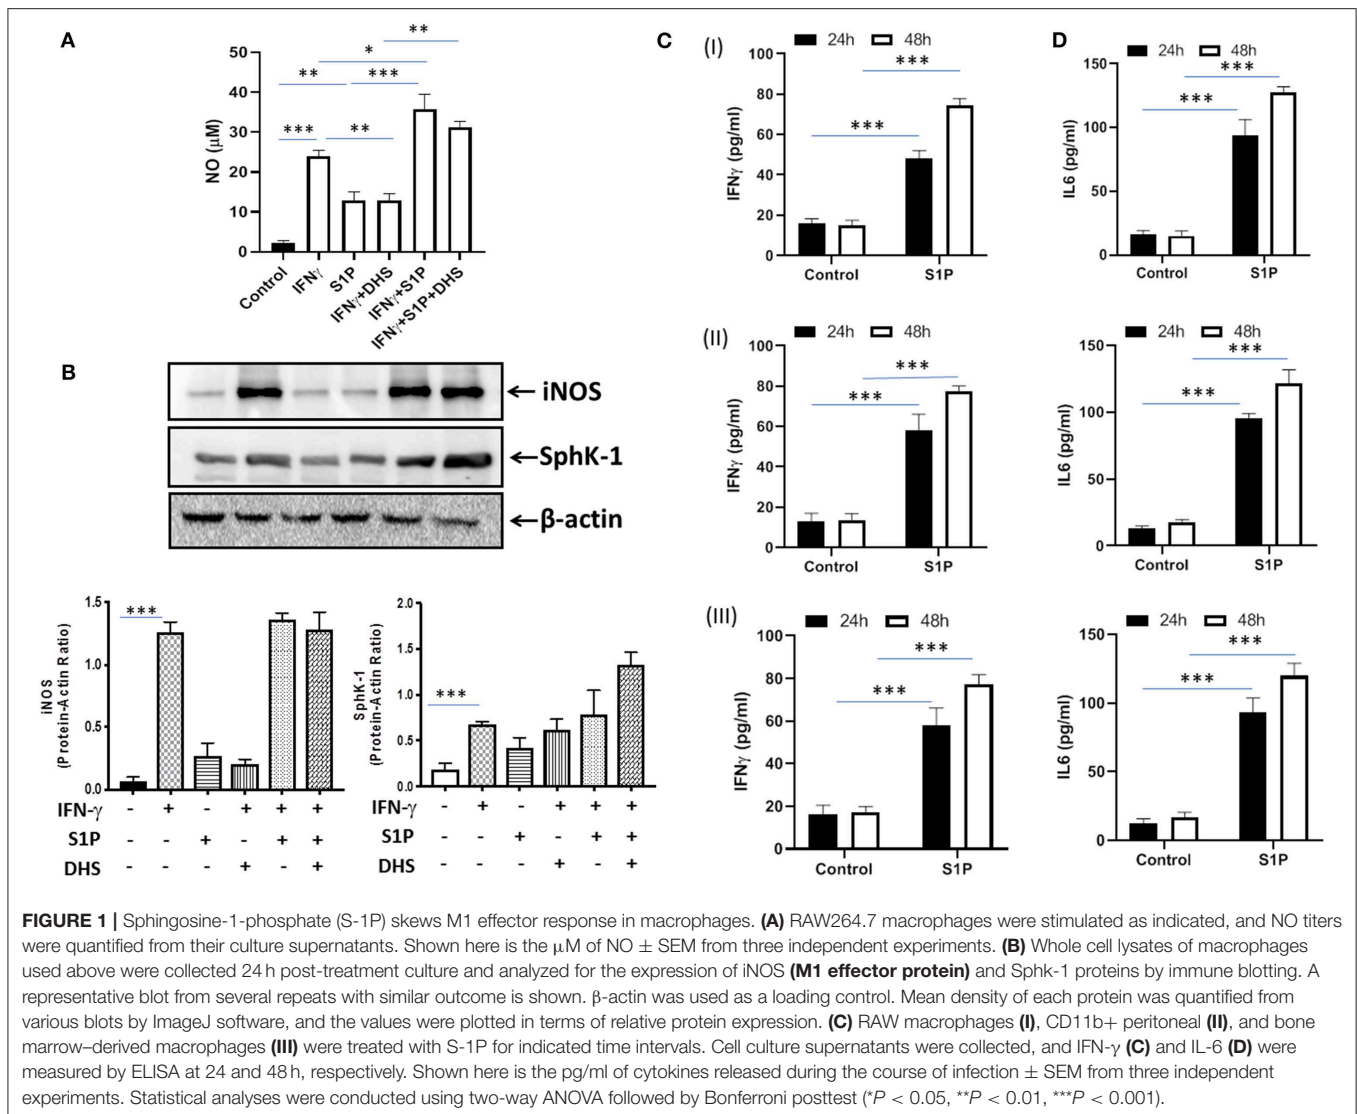 A
NO (μM)
50
40
30
20
10
0
**
*
** ***
*** **
Control
IFNγ
S1P
IFNγ+DHS
IFNγ+S1P
IFNγ+S1P+DHS
B
←iNOS
←SphK-1
←β-actin
iNOS
(Protein-Actin Ratio)
1.5
1.0
0.5
0.0
***
SphK-1
(Protein-Actin Ratio)
2.0
1.5
1.0
0.5
0.0
***
IFN-γ - + - + + + - + - + + +
S1P - - + - + + - - + - + +
DHS - - - + - + - - - + - +
C
(I)
24h 48h
IFNγ (pg/ml)
100
80
60
40
20
0
***
***
Control S1P
D
24h 48h
IL6 (pg/ml)
150
100
50
0
***
***
Control S1P
(II)
24h 48h
IFNγ (pg/ml)
100
80
60
40
20
0
***
***
Control S1P
24h 48h
IL6 (pg/ml)
150
100
50
0
***
***
Control S1P
(III)
24h 48h
IFNγ (pg/ml)
100
80
60
40
20
0
***
***
Control S1P
24h 48h
IL6 (pg/ml)
150
100
50
0
***
***
Control S1P
FIGURE 1 | Sphingosine-1-phosphate (S-1P) skews M1 effector response in macrophages. (A) RAW264.7 macrophages were stimulated as indicated, and NO titers
were quantified from their culture supernatants. Shown here is the μM of NO ± SEM from three independent experiments. (B) Whole cell lysates of macrophages
used above were collected 24 h post-treatment culture and analyzed for the expression of iNOS (M1 effector protein) and Sphk-1 proteins by immune blotting. A
representative blot from several repeats with similar outcome is shown. β-actin was used as a loading control. Mean density of each protein was quantified from
various blots by ImageJ software, and the values were plotted in terms of relative protein expression. (C) RAW macrophages (I), CD11b+ peritoneal (II), and bone
marrow–derived macrophages (III) were treated with S-1P for indicated time intervals. Cell culture supernatants were collected, and IFN-γ (C) and IL-6 (D) were
measured by ELISA at 24 and 48 h, respectively. Shown here is the pg/ml of cytokines released during the course of infection ± SEM from three independent
experiments. Statistical analyses were conducted using two-way ANOVA followed by Bonferroni posttest (*P < 0.05, **P < 0.01, ***P < 0.001).